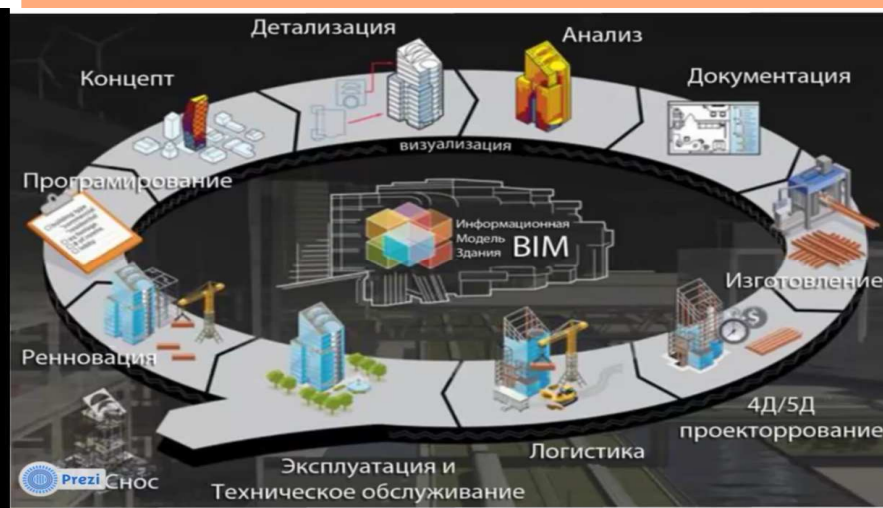 Детализация
Анализ
Концепт
Документация
визуализация
Програмирование
Информационная
Модель
Здания BIM
Изготовление
Ренновация
4Д/5Д
проекторрование
Логистика
Эксплуатация и
Техническое обслуживание
Prezi
Снос